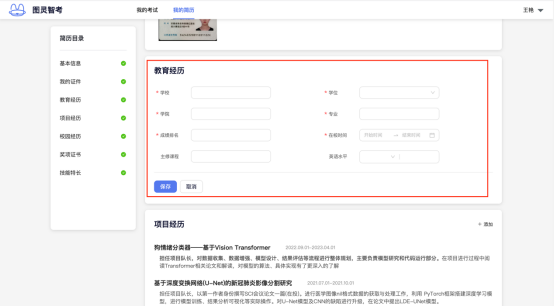 图灵智考 我的考试 我的简历 王艳
简历目录
基本信息
我的证件
教育经历
项目经历
校园经历
奖项证书
技能特长
教育经历
* 学校 * 学位
* 学院 * 专业
* 成绩排名 * 在校时间 开始时间 → 结束时间
主修课程 英语水平 :
保存 取消
项目经历 + 添加
狗情绪分类器——基于Vision Transformer 2022.09.01-2023.04.01
担任项目队长,对数据收集、数据增强、模型设计、结果评估等流程进行整体规划。主要负责模型研究和代码运行部分。在项目进行过程中阅
读Transformer相关论文和解读,对模型的算法、具体实现有了更深入的了解
基于深度变换网络(U-Net)的新冠肺炎影像分割研究 2021.07.01-2021.10.01
担任项目队长,以第一作者身份撰写SCI会议论文一篇(在投)。进行医学图像nii格式数据的获取与处理工作,利用 PyTorch框架搭建深度学习模
型,进行模型训练、结果分析可视化等实际操作。对U-Net模型及CNN的缺陷进行升级,在论文中提出LDE-UNet模型。